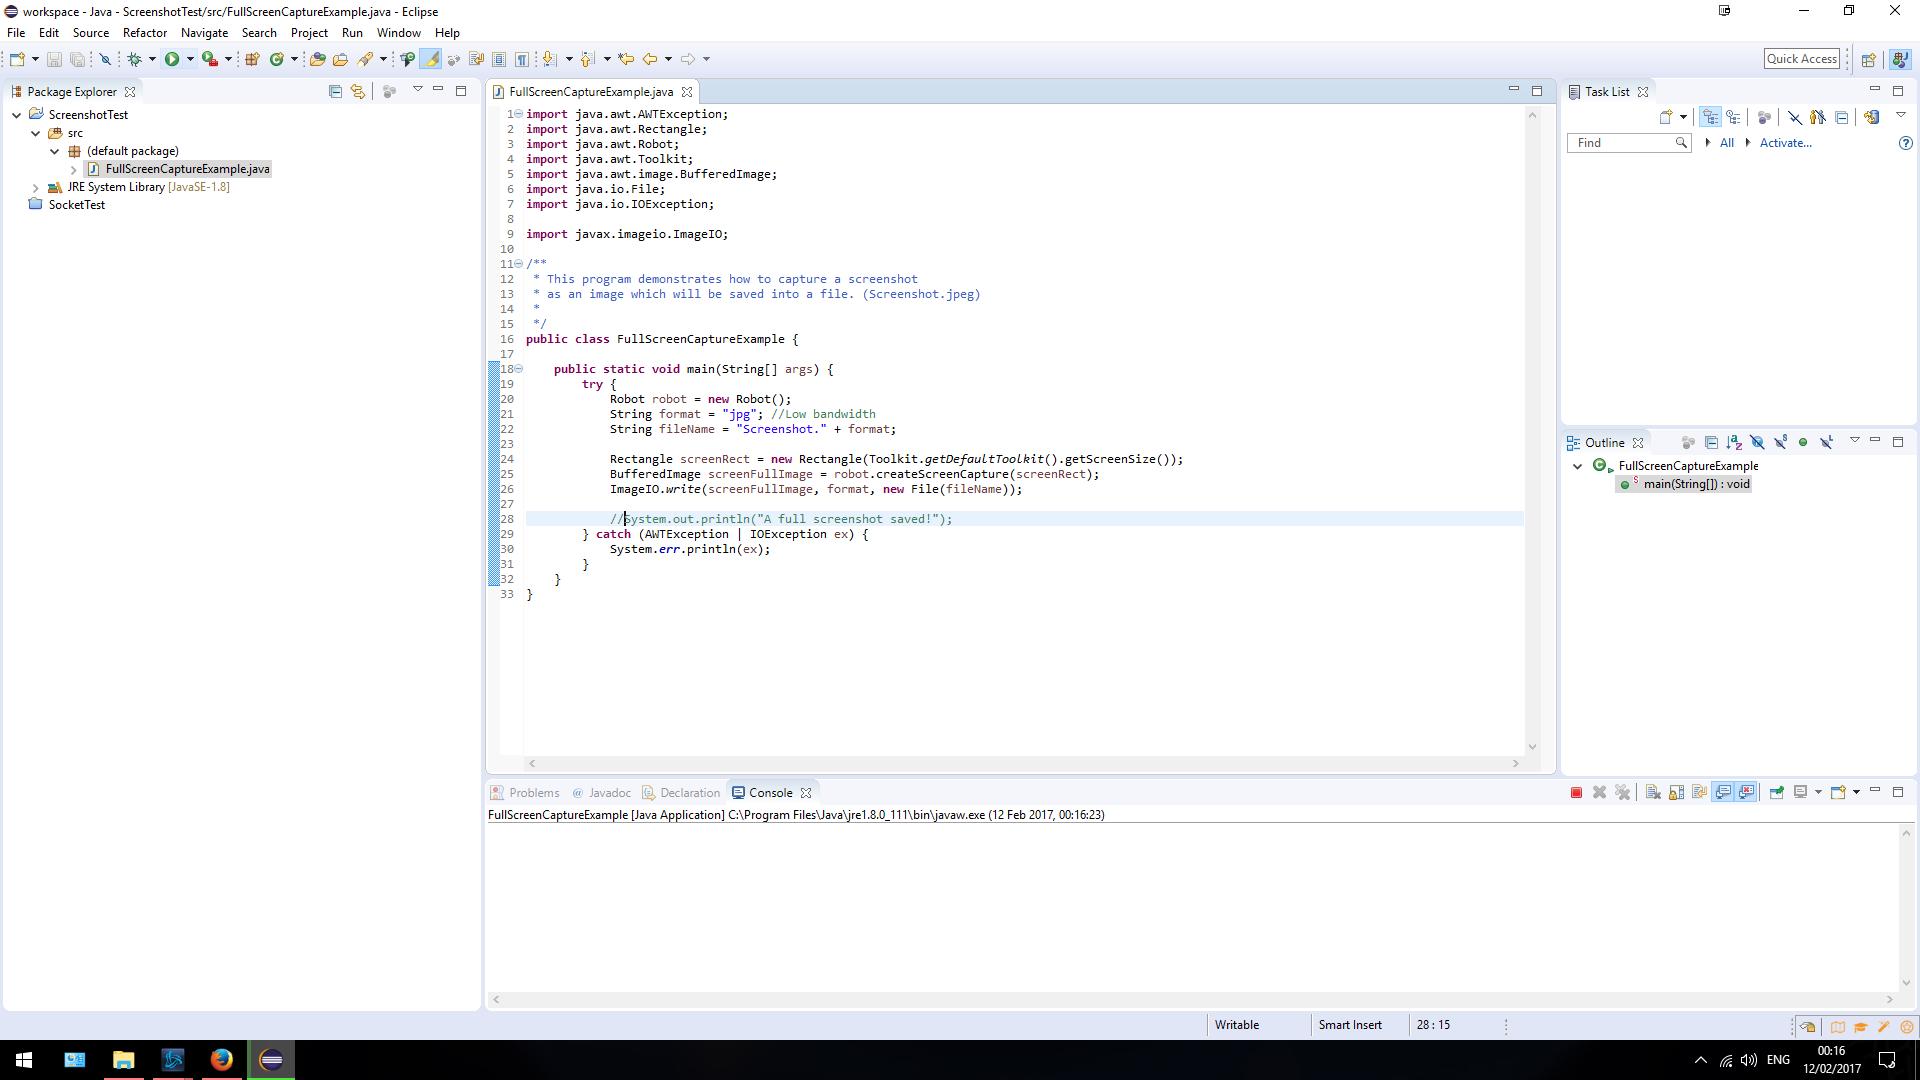 workspace - Java - ScreenshotTest/src/FullScreenCaptureExample.java - Eclipse
File Edit Source Refactor Navigate Search Project Run Window Help
Quick Access
Package Explorer
ScreenshotTest
src
(default package)
FullScreenCaptureExample.java
JRE System Library [JavaSE-1.8]
SocketTest
FullScreenCaptureExample.java
1 import java.awt.AWTException;
2 import java.awt.Rectangle;
3 import java.awt.Robot;
4 import java.awt.Toolkit;
5 import java.awt.image.BufferedImage;
6 import java.io.File;
7 import java.io.IOException;
8
9 import javax.imageio.ImageIO;
10
11 /**
12  * This program demonstrates how to capture a screenshot
13  * as an image which will be saved into a file. (Screenshot.jpeg)
14  *
15  */
16 public class FullScreenCaptureExample {
17
18     public static void main(String[] args) {
19         try {
20             Robot robot = new Robot();
21             String format = "jpg"; //Low bandwidth
22             String fileName = "Screenshot." + format;
23
24             Rectangle screenRect = new Rectangle(Toolkit.getDefaultToolkit().getScreenSize());
25             BufferedImage screenFullImage = robot.createScreenCapture(screenRect);
26             ImageIO.write(screenFullImage, format, new File(fileName));
27
28             //System.out.println("A full screenshot saved!");
29         } catch (AWTException | IOException ex) {
30             System.err.println(ex);
31         }
32     }
33 }
Task List
Find All Activate...
Outline
FullScreenCaptureExample
main(String[]) : void
Problems @ Javadoc Declaration Console
FullScreenCaptureExample [Java Application] C:\Program Files\Java\jre1.8.0_111\bin\javaw.exe (12 Feb 2017, 00:16:23)
Writable Smart Insert 28 : 15
ENG
00:16
12/02/2017